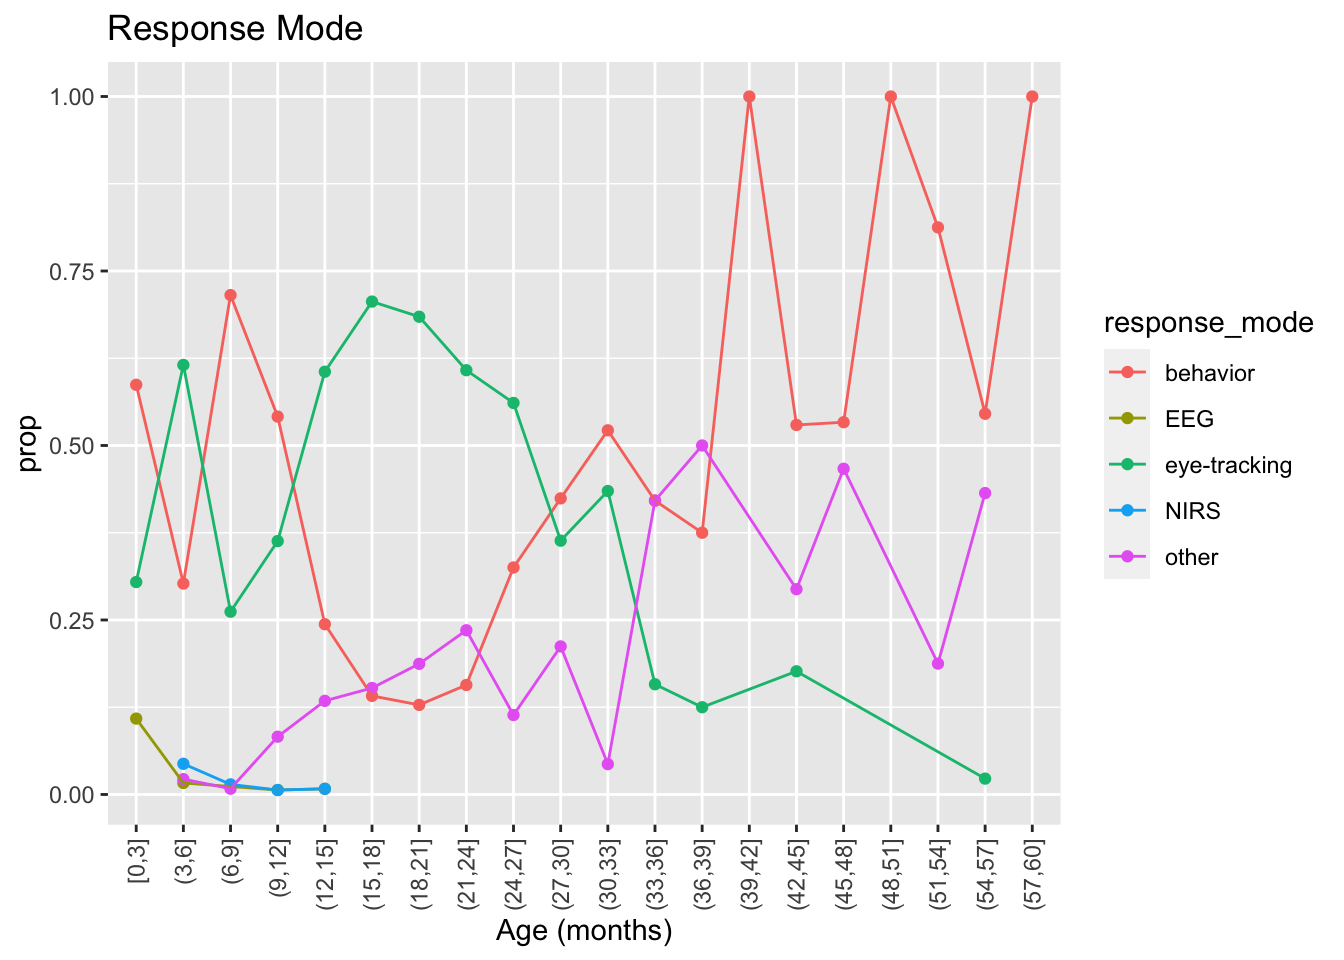 Response Mode
1.00
0.75
0.50
0.25
0.00
prop
[0,3]
(3,6]
(6,9]
(9,12]
(12,15]
(15,18]
(18,21]
(21,24]
(24,27]
(27,30]
(30,33]
(33,36]
(36,39]
(39,42]
(42,45]
(45,48]
(48,51]
(51,54]
(54,57]
(57,60]
Age (months)
response_mode
behavior
EEG
eye-tracking
NIRS
other